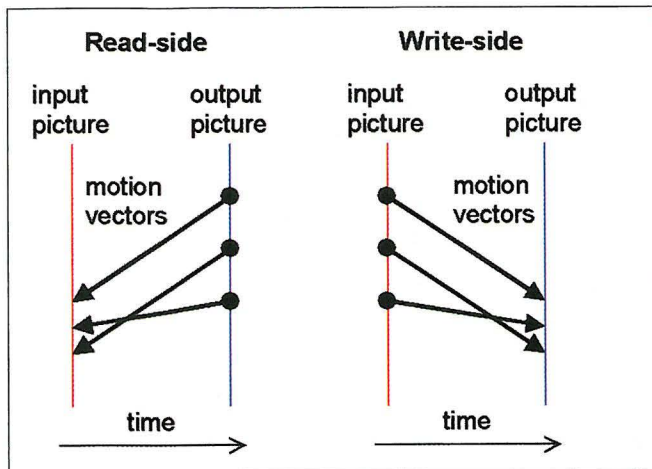 Read-side
input
picture
output
picture
motion
vectors
time
Write-side
input
picture
output
picture
motion
vectors
time